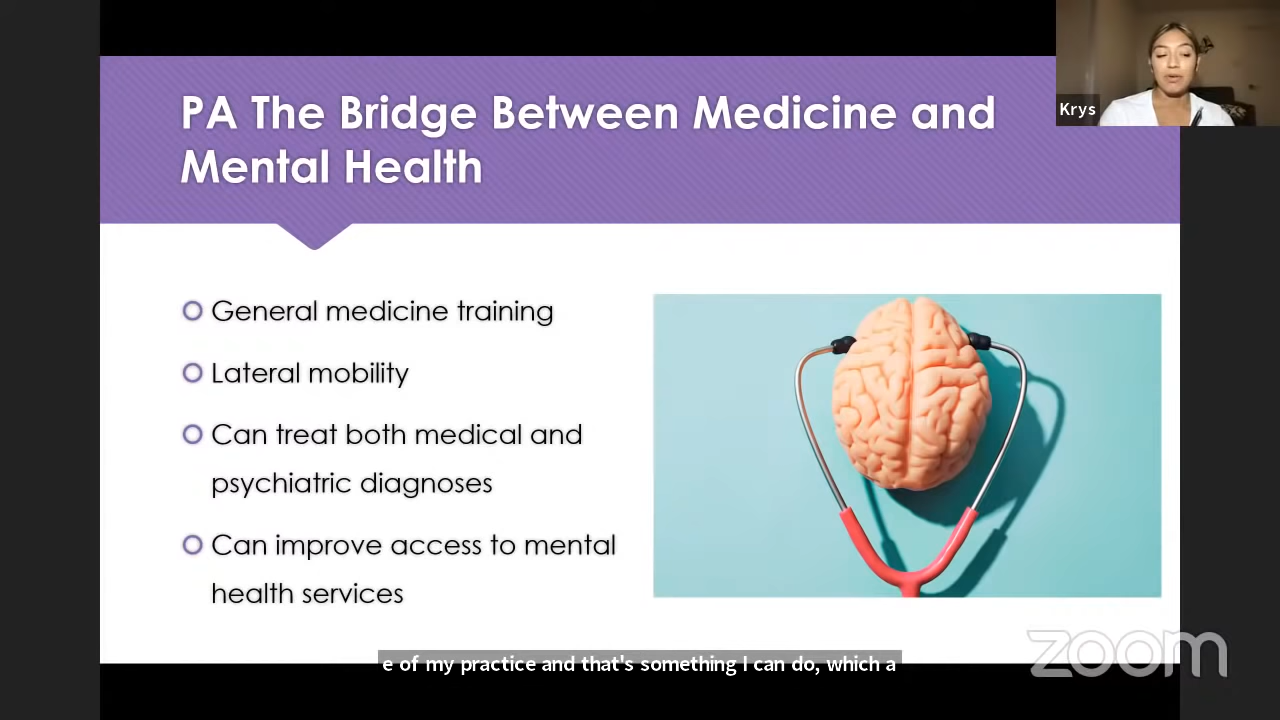 PA The Bridge Between Medicine and
Mental Health
Krys
General medicine training
Lateral mobility
Can treat both medical and
psychiatric diagnoses
Can improve access to mental
health services
e of my practice and that's something I can do, which a
zoom